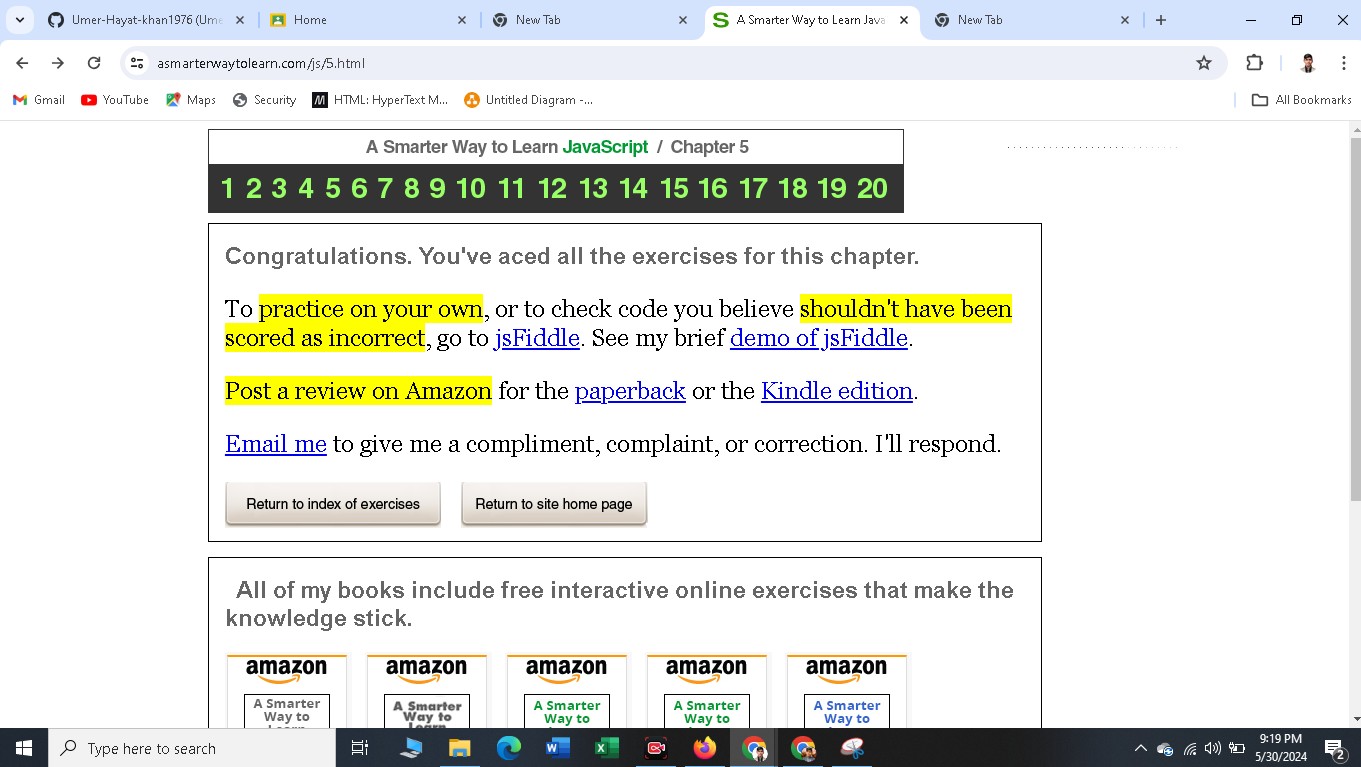 Umer-Hayat-khan1976 (Ume
Home
New Tab
A Smarter Way to Learn Java
New Tab
asmarterwaytolearn.com/js/5.html
Gmail
YouTube
Maps
Security
HTML: HyperText M...
Untitled Diagram -...
All Bookmarks
A Smarter Way to Learn JavaScript / Chapter 5
1 2 3 4 5 6 7 8 9 10 11 12 13 14 15 16 17 18 19 20
Congratulations. You've aced all the exercises for this chapter.
To practice on your own, or to check code you believe shouldn't have been
scored as incorrect, go to jsFiddle. See my brief demo of jsFiddle.
Post a review on Amazon for the paperback or the Kindle edition.
Email me to give me a compliment, complaint, or correction. I'll respond.
Return to index of exercises
Return to site home page
All of my books include free interactive online exercises that make the
knowledge stick.
amazon
amazon
amazon
amazon
amazon
A Smarter
Way to
Learn
A Smarter
Way to
Learn
A Smarter
Way to
A Smarter
Way to
A Smarter
Way to
Type here to search
9:19 PM
5/30/2024
2